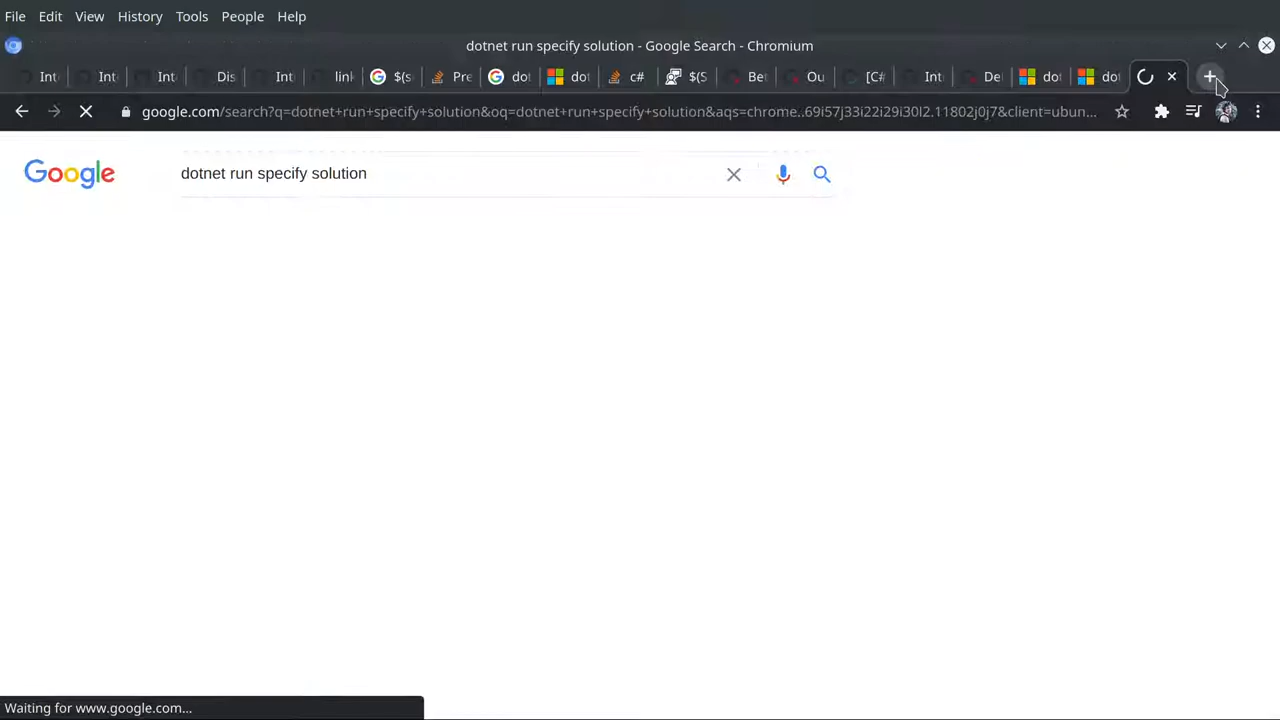 File Edit View History Tools People Help
dotnet run specify solution - Google Search - Chromium
Int Int Int Dis Int link $(s Pre dot dot c# $(S Bet Ou [C# Int Del dot dot
google.com/search?q=dotnet+run+specify+solution&oq=dotnet+run+specify+solution&aqs=chrome..69i57j33i22i29i30l2.11802j0j7&client=ubun...
Google dotnet run specify solution
Waiting for www.google.com...